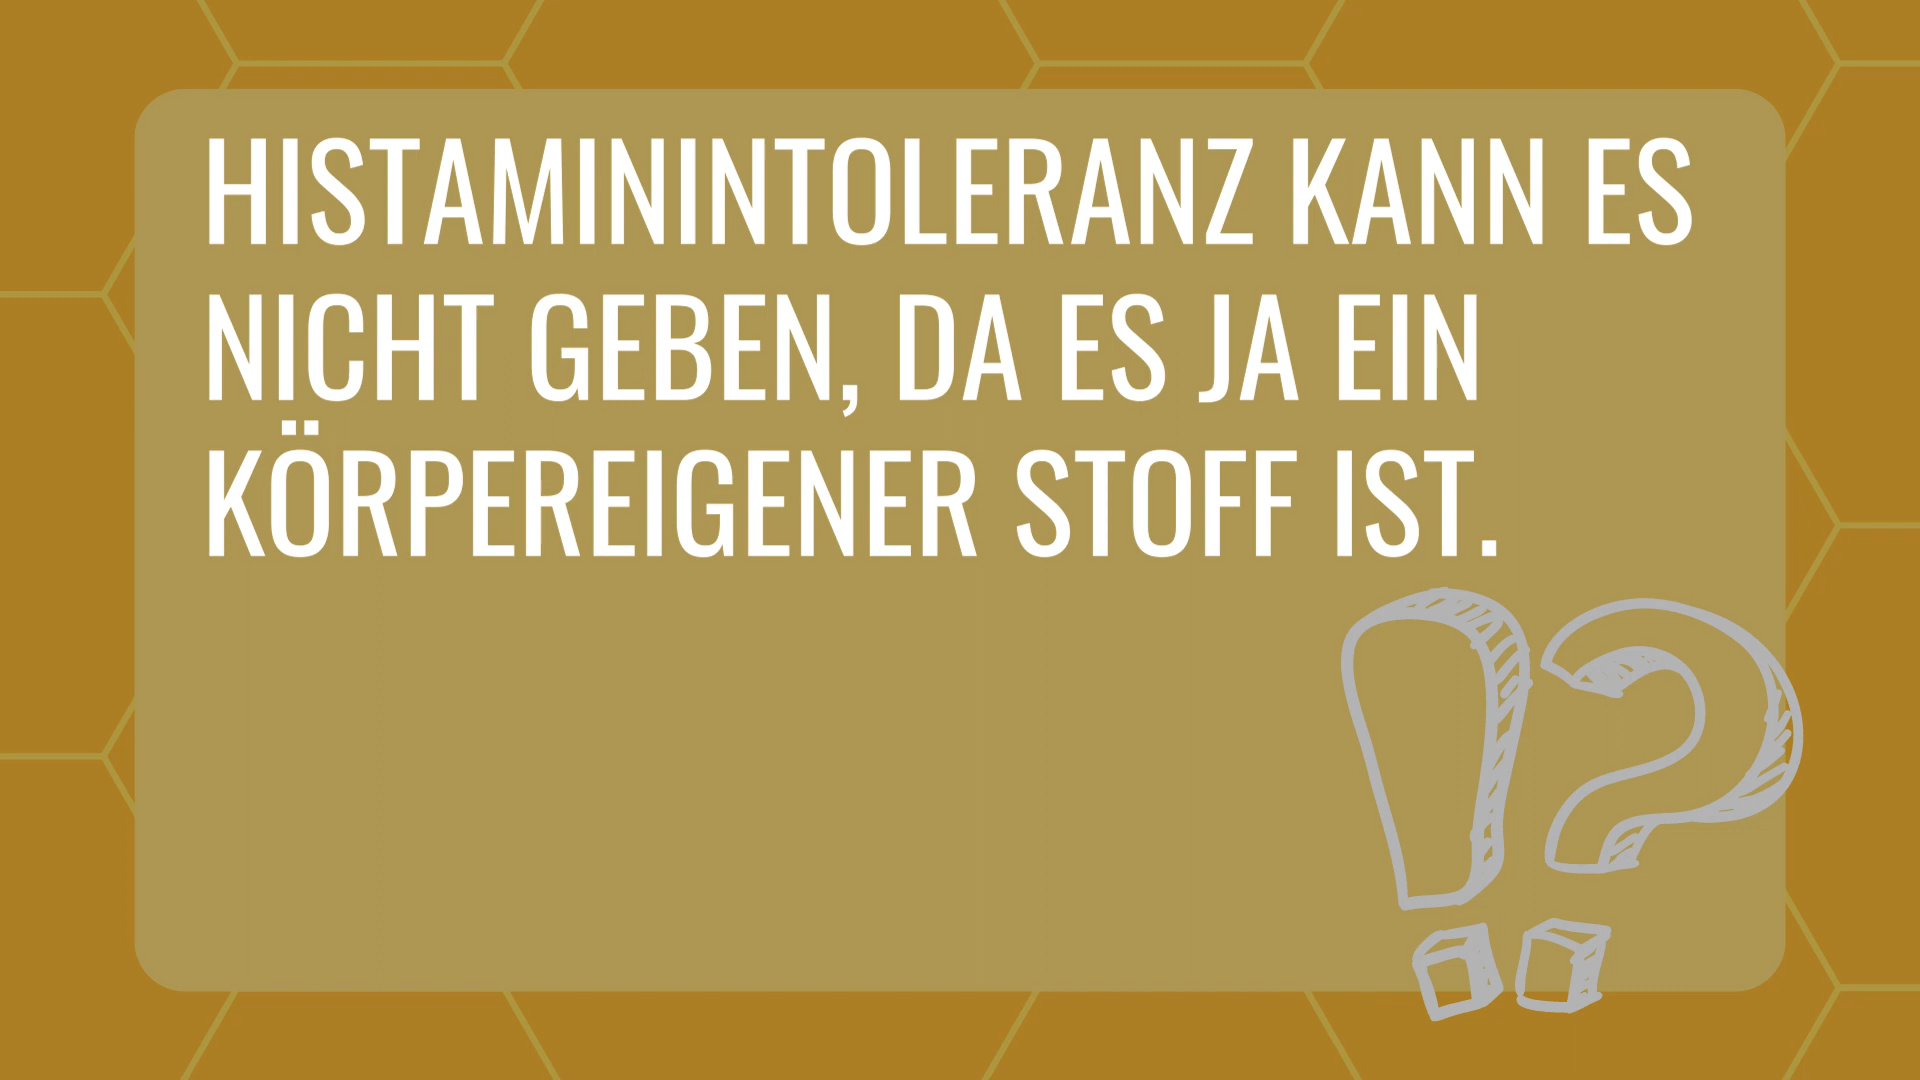 HISTAMININTOLERANZ KANN ES
NICHT GEBEN, DA ES JA EIN
KÖRPEREIGENER STOFF IST.
!?